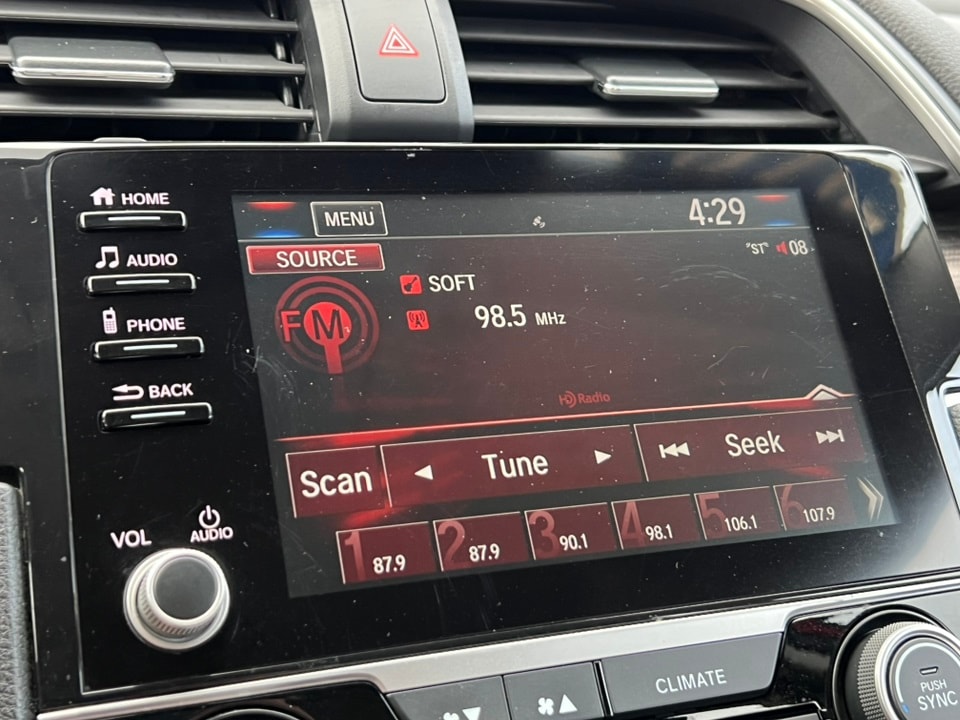 HOME
AUDIO
PHONE
BACK
VOL
AUDIO
MENU
4:29
SOURCE
"ST" 08
FM
SOFT
98.5 MHz
HD Radio
Scan
Tune
Seek
1 87.9
2 87.9
3 90.1
4 98.1
5 106.1
6 107.9
CLIMATE
PUSH
SYNC